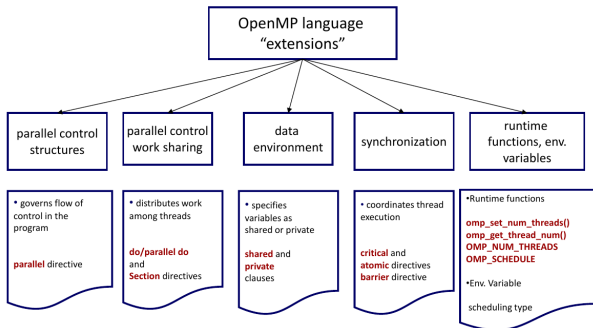 OpenMP language
“extensions”
parallel control
structures
parallel control
work sharing
data
environment
synchronization
runtime
functions, env.
variables
• governs flow of
control in the
program
parallel directive
• distributes work
among threads
do/parallel do
and
Section directives
• specifies
variables as
shared or private
shared and
private
clauses
• coordinates thread
execution
critical and
atomic directives
barrier directive
•Runtime functions
omp_set_num_threads()
omp_get_thread_num()
OMP_NUM_THREADS
OMP_SCHEDULE
•Env. Variable
scheduling type